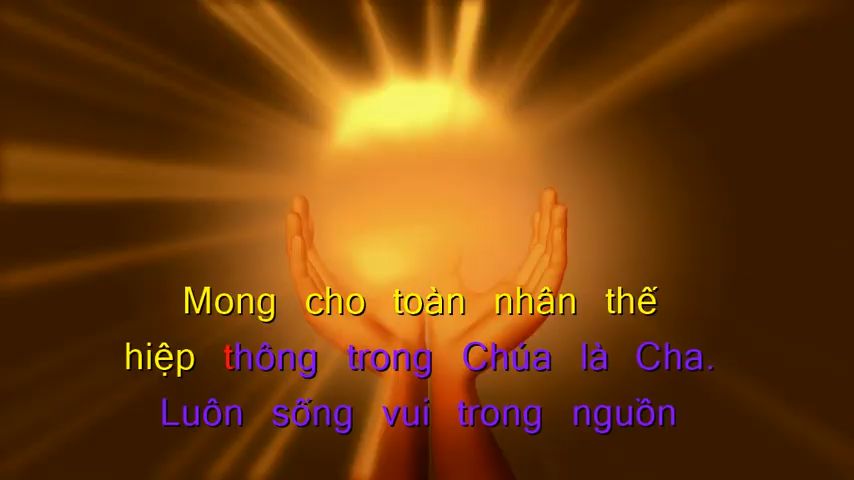 Mong cho toàn nhân thế
hiệp thông trong Chúa là Cha.
Luôn sống vui trong nguồn